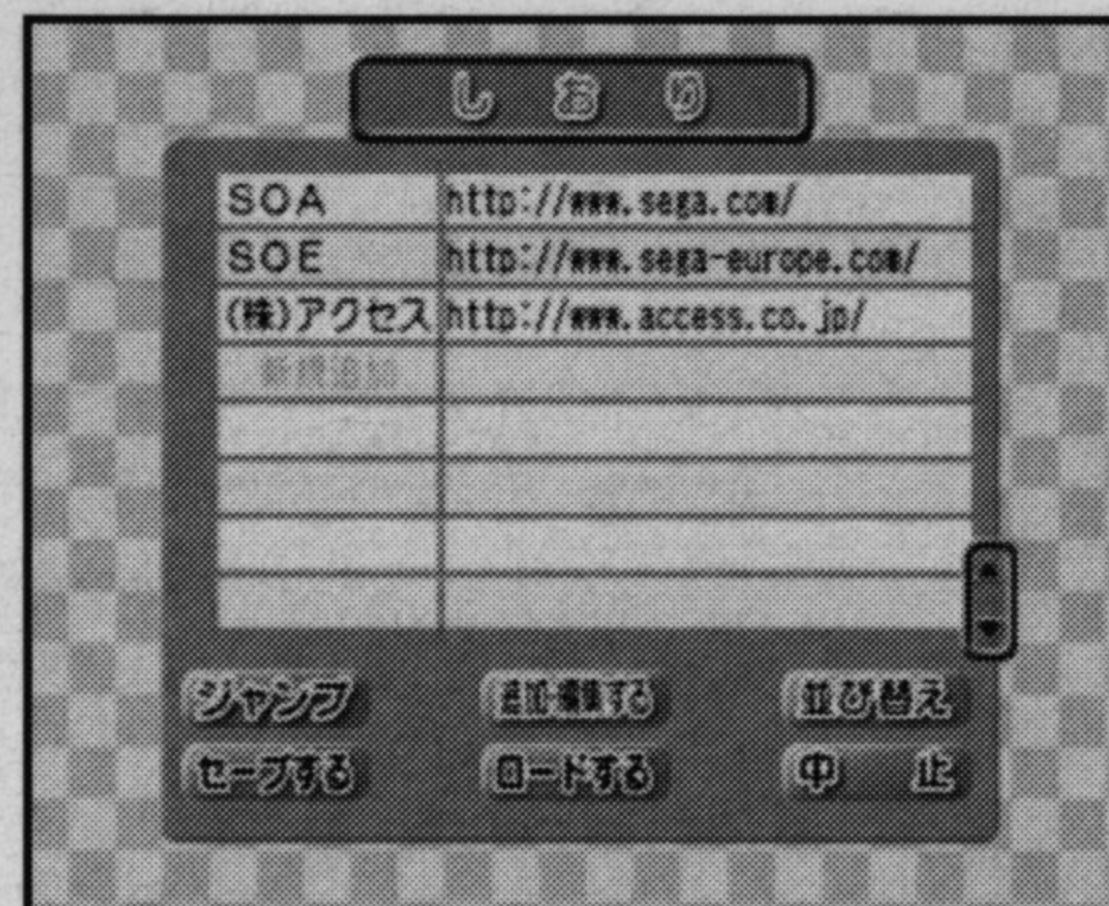 しおり
SOA http://www.sega.com/
SOE http://www.sega-europe.com/
(株)アクセス http://www.access.co.jp/
新規追加
ジャンプ 追加・編集する 並び替え
セーブする ロードする 中止